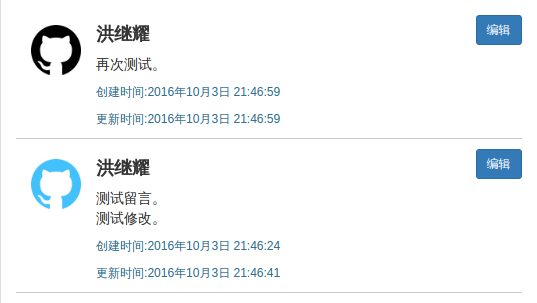 洪继耀
编辑
再次测试。
创建时间:2016年10月3日 21:46:59
更新时间:2016年10月3日 21:46:59
洪继耀
编辑
测试留言。
测试修改。
创建时间:2016年10月3日 21:46:24
更新时间:2016年10月3日 21:46:41